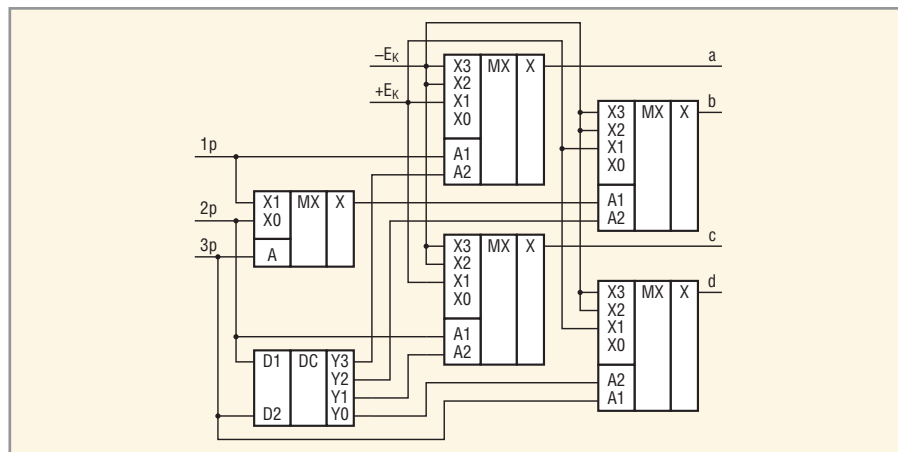 –EK
+EK
X3 MX X
X2
X1
X0
A1
A2
a
X3 MX X
X2
X1
X0
A1
A2
b
1p
2p
3p
X1 MX X
X0
A
X3 MX X
X2
X1
X0
A1
A2
c
X3 MX X
X2
X1
X0
A2
A1
d
D1 DC Y3
Y2
Y1
D2 Y0